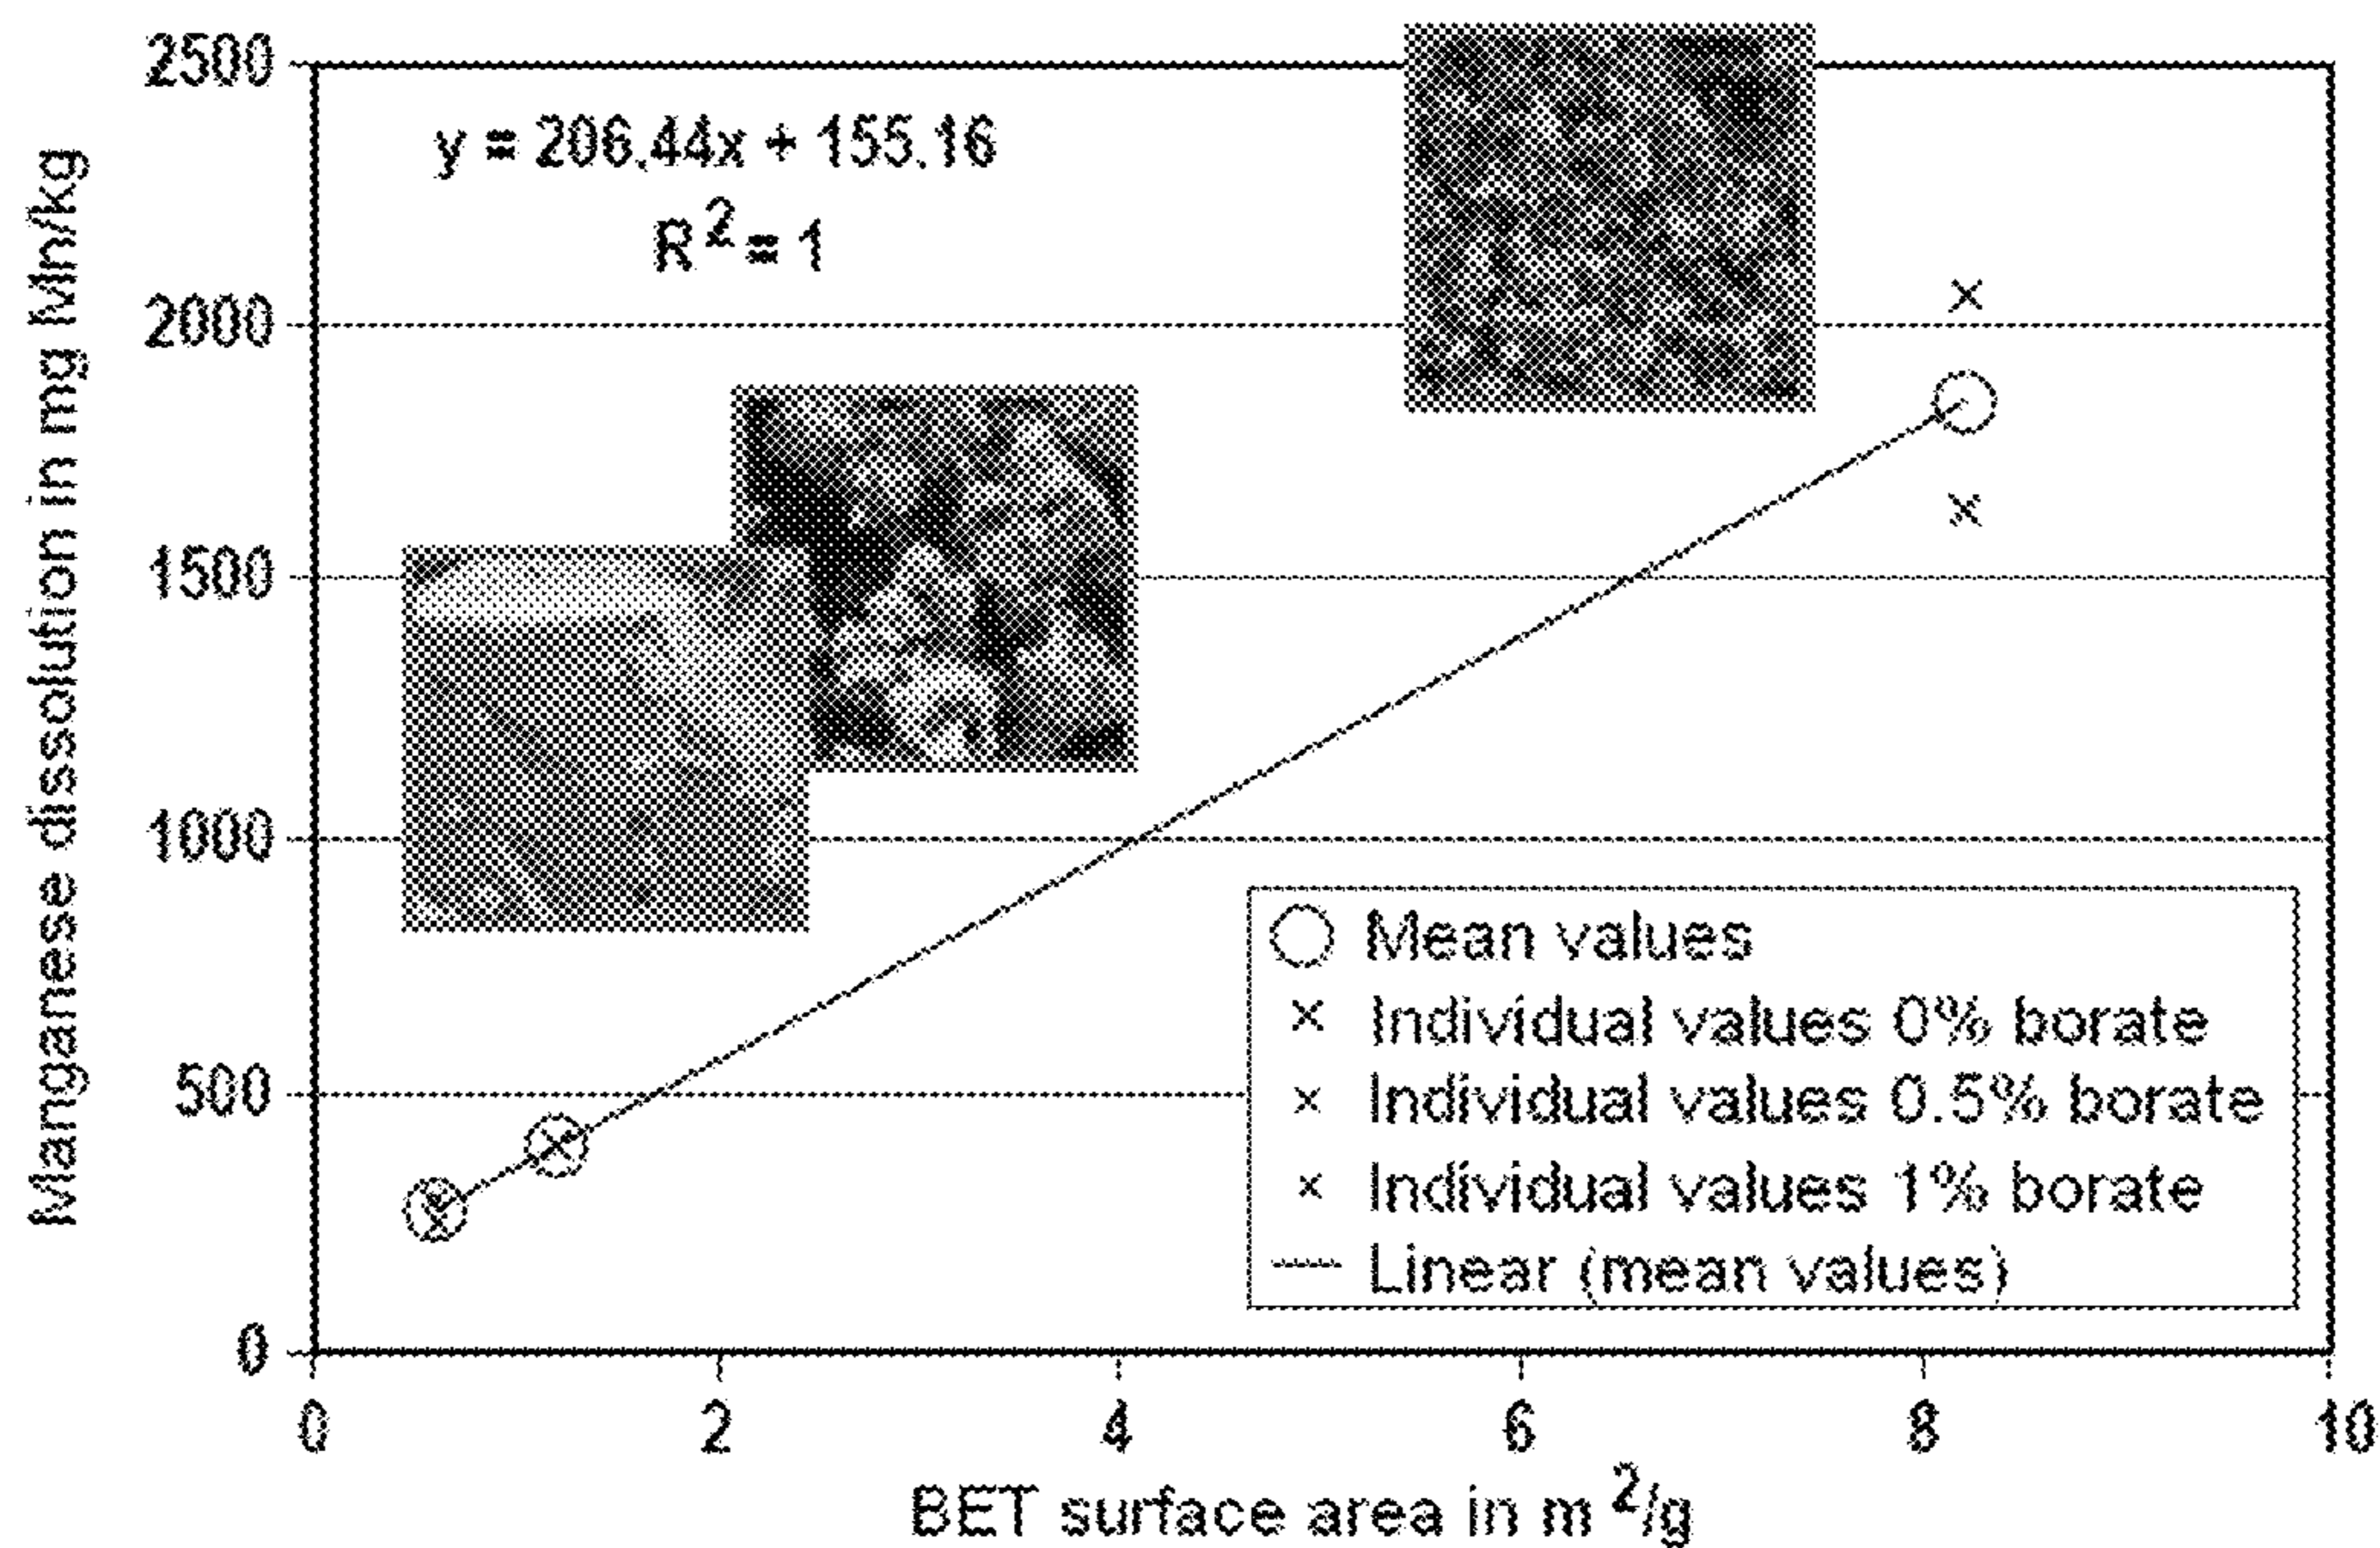 Manganese dissolution in mg Mn/kg
2500
2000
1500
1000
500
0
y = 206.44x + 155.16
R² = 1
Mean values
Individual values 0% borate
Individual values 0.5% borate
Individual values 1% borate
Linear (mean values)
0 2 4 6 8 10
BET surface area in m²/g